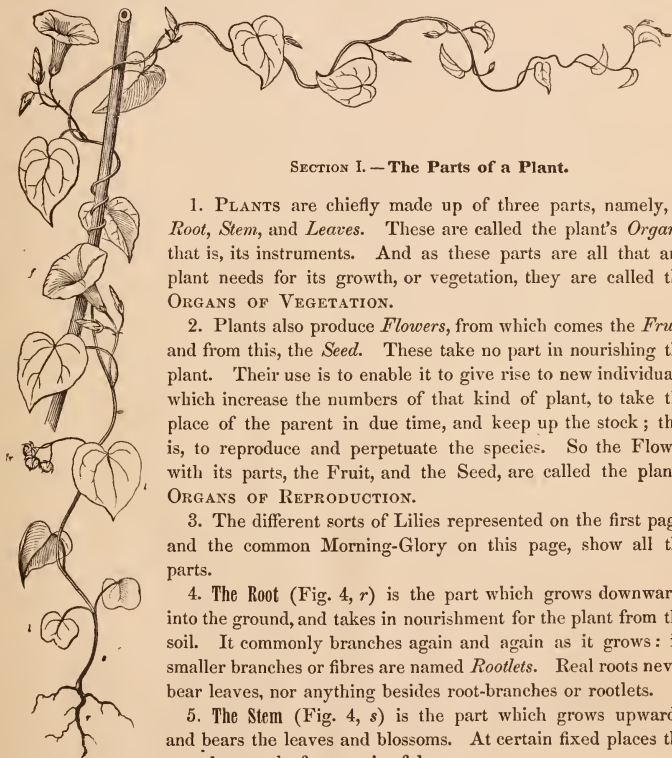 SECTION I. — The Parts of a Plant.
1. PLANTS are chiefly made up of three parts, namely,
Root, Stem, and Leaves. These are called the plant's Organ
that is, its instruments. And as these parts are all that a
plant needs for its growth, or vegetation, they are called t
ORGANS OF VEGETATION.
2. Plants also produce Flowers, from which comes the Fru
and from this, the Seed. These take no part in nourishing t
plant. Their use is to enable it to give rise to new individua
which increase the numbers of that kind of plant, to take t
place of the parent in due time, and keep up the stock; th
is, to reproduce and perpetuate the species. So the Flow
with its parts, the Fruit, and the Seed, are called the plan
ORGANS OF REPRODUCTION.
3. The different sorts of Lilies represented on the first pag
and the common Morning-Glory on this page, show all t
parts.
4. The Root (Fig. 4, r) is the part which grows downwar
into the ground, and takes in nourishment for the plant from t
soil. It commonly branches again and again as it grows:
smaller branches or fibres are named Rootlets. Real roots nev
bear leaves, nor anything besides root-branches or rootlets.
5. The Stem (Fig. 4, s) is the part which grows upward
and bears the leaves and blossoms. At certain fixed places t